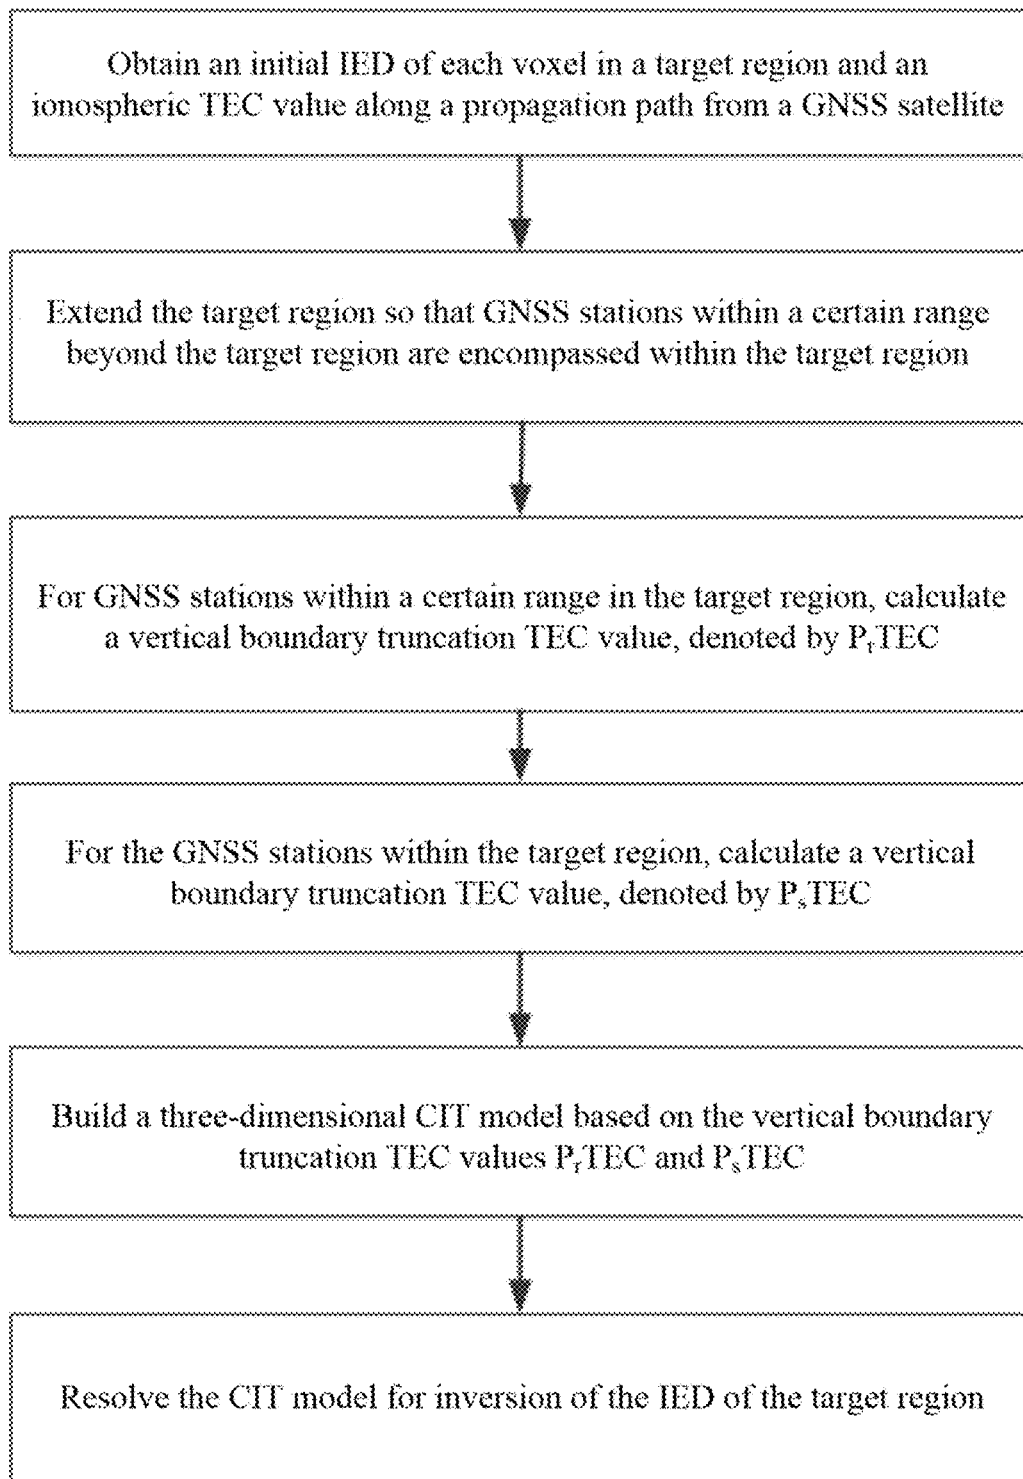 Obtain an initial IED of each voxel in a target region and an
ionospheric TEC value along a propagation path from a GNSS satellite
Extend the target region so that GNSS stations within a certain range
beyond the target region are encompassed within the target region
For GNSS stations within a certain range in the target region, calculate
a vertical boundary truncation TEC value, denoted by PᵣTEC
For the GNSS stations within the target region, calculate a vertical
boundary truncation TEC value, denoted by PₛTEC
Build a three-dimensional CIT model based on the vertical boundary
truncation TEC values PᵣTEC and PₛTEC
Resolve the CIT model for inversion of the IED of the target region